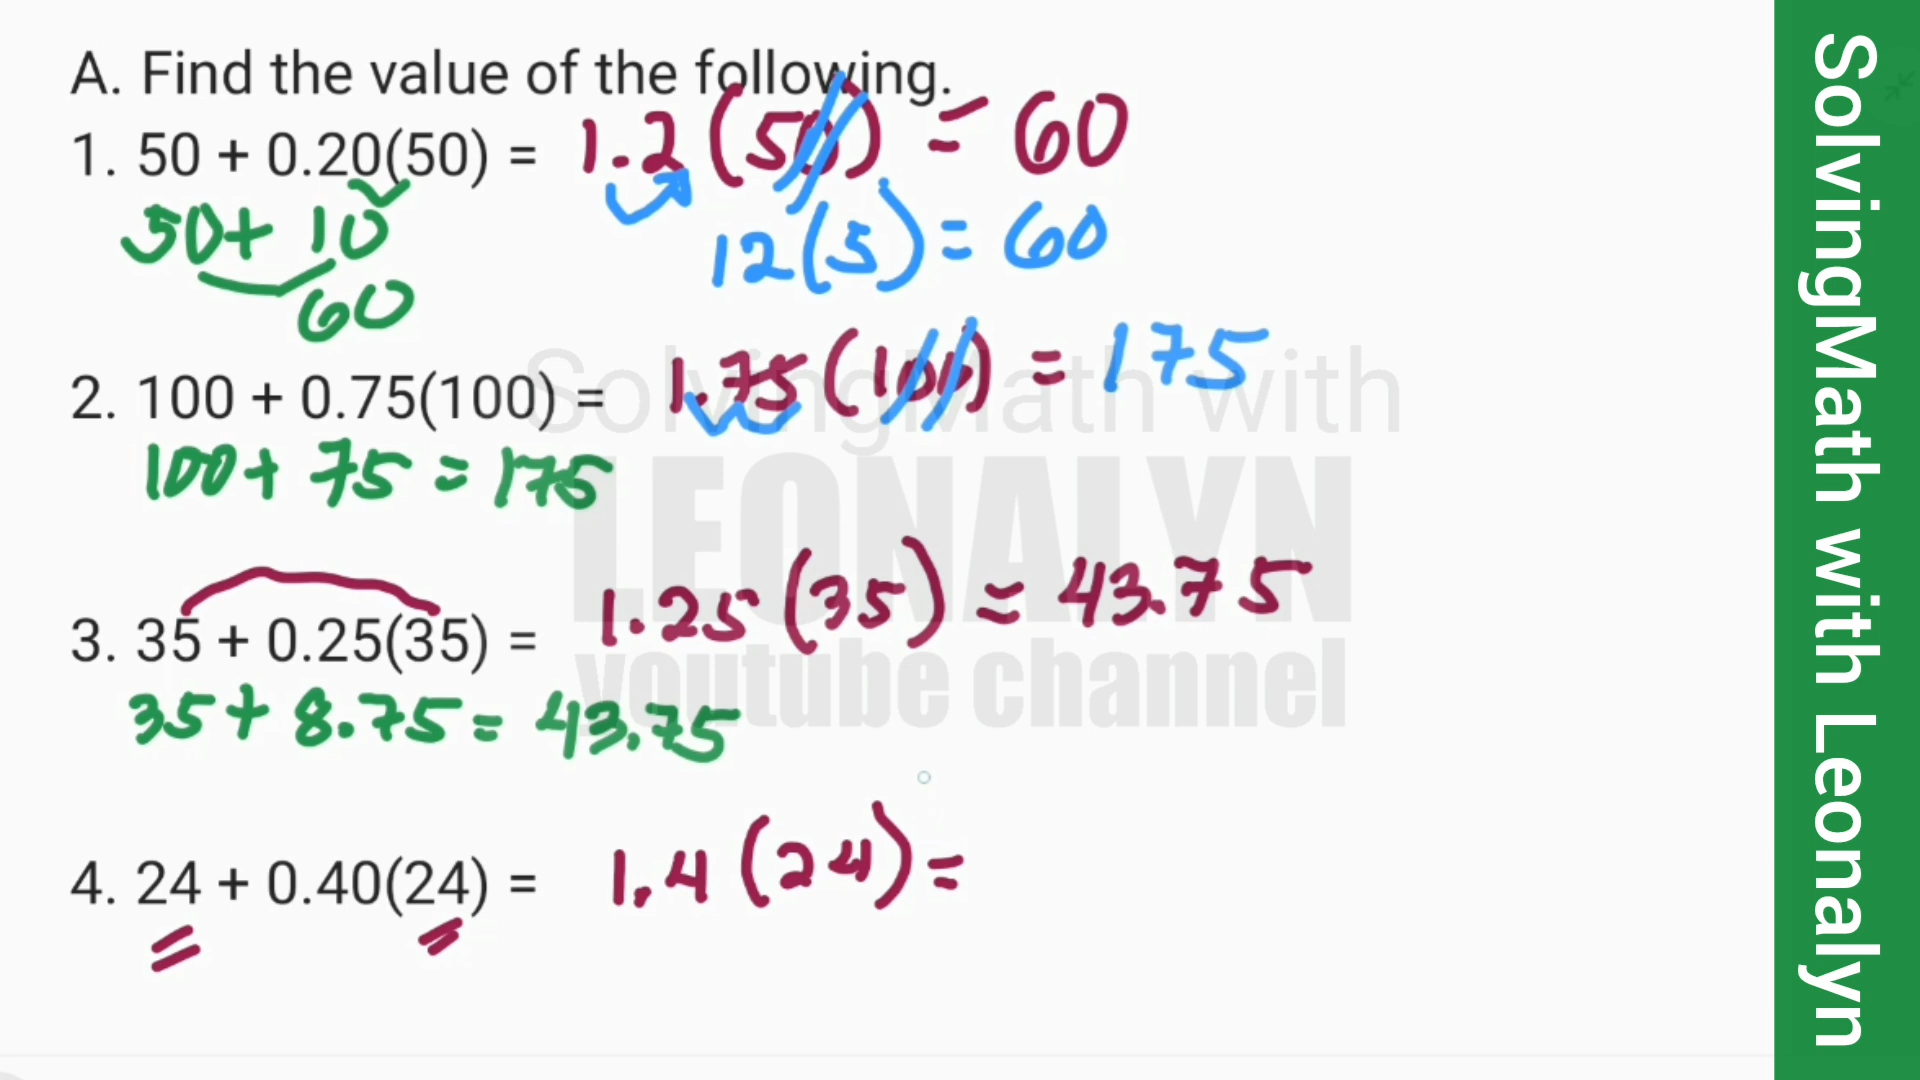 A. Find the value of the following.
1. 50 + 0.20(50) = 1.2 (50) = 60
50 + 10
12 (5) = 60
60
2. 100 + 0.75(100) = 1.75 (100) = 175
100 + 75 = 175
3. 35 + 0.25(35) = 1.25 (35) = 43.75
35 + 8.75 = 43.75
4. 24 + 0.40(24) = 1.4 (24) =
SolvingMath with
LEONALYN
youtube channel
SolvingMath with Leonalyn